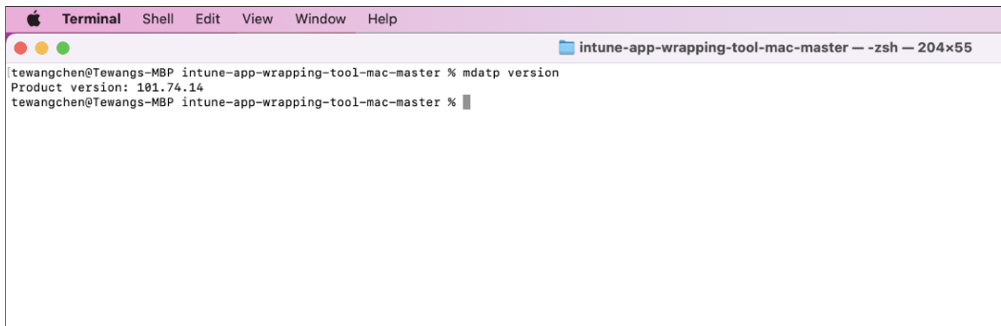 Terminal Shell Edit View Window Help
intune-app-wrapping-tool-mac-master — -zsh — 204×55
[tewangchen@Tewangs-MBP intune-app-wrapping-tool-mac-master % mdatp version
Product version: 101.74.14
tewangchen@Tewangs-MBP intune-app-wrapping-tool-mac-master %